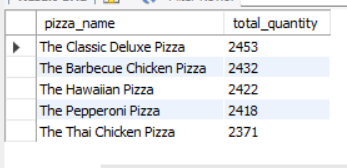 pizza_name total_quantity
The Classic Deluxe Pizza 2453
The Barbecue Chicken Pizza 2432
The Hawaiian Pizza 2422
The Pepperoni Pizza 2418
The Thai Chicken Pizza 2371